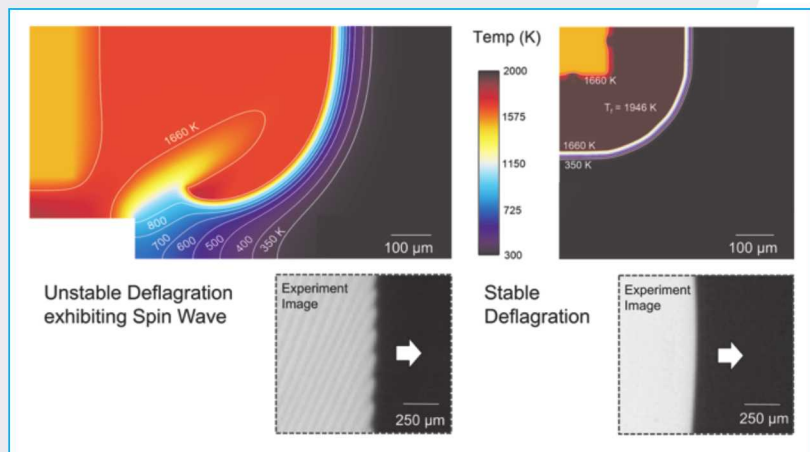 Temp (K)
2000
1575
1150
725
300
1660 K
800
700
600
500
400
350 K
100 μm
1660 K
T_f = 1946 K
1660 K
350 K
100 μm
Unstable Deflagration
exhibiting Spin Wave
Experiment
Image
250 μm
Stable
Deflagration
Experiment
Image
250 μm